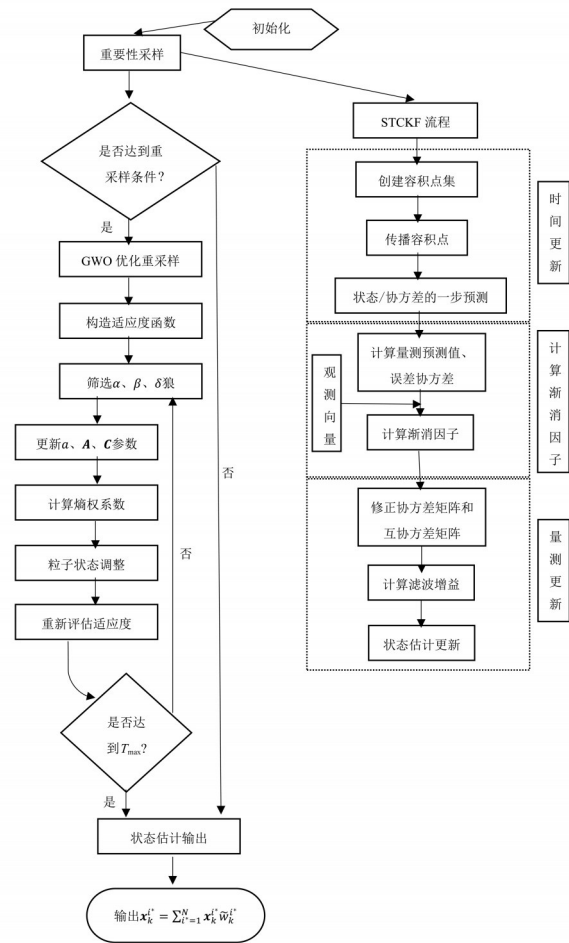 初始化
重要性采样
是否达到重
采样条件?
是
GWO 优化重采样
构造适应度函数
筛选α、β、δ狼
更新a、A、C参数
计算熵权系数
粒子状态调整
重新评估适应度
否
否
是否达
到Tmax?
是
状态估计输出
输出x_k^{i*} = ∑_{i*=1}^{N} x_k^{i*} w̃_k^{i*}
STCKF 流程
创建容积点集
传播容积点
状态/协方差的一步预测
时间更新
计算量测预测值、
误差协方差
观测向量
计算渐消因子
计算渐消因子
修正协方差矩阵和
互协方差矩阵
计算滤波增益
状态估计更新
量测更新